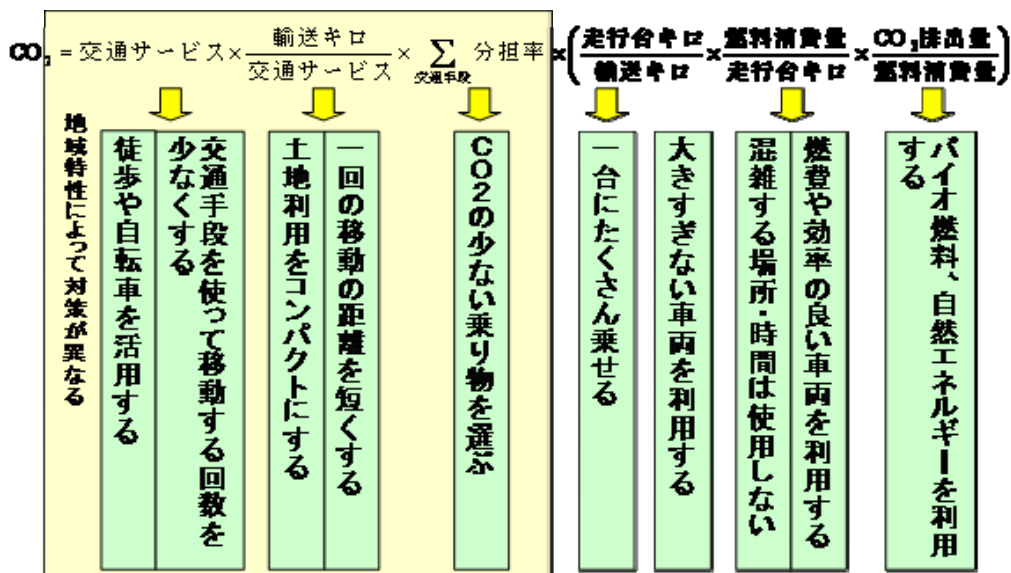 CO₂ = 交通サービス × 輸送キロ/交通サービス × Σ 交通手段 分担率 × (走行台キロ/輸送キロ × 燃料消費量/走行台キロ × CO₂排出量/燃料消費量)
地域特性によって対策が異なる
交通手段を使って移動する回数を
少なくする
徒歩や自転車を活用する
一回の移動の距離を短くする
土地利用をコンパクトにする
CO2の少ない乗り物を選ぶ
一台にたくさん乗せる
大きすぎない車両を利用する
燃費や効率の良い車両を利用する
混雑する場所・時間は使用しない
バイオ燃料、自然エネルギーを利用
する